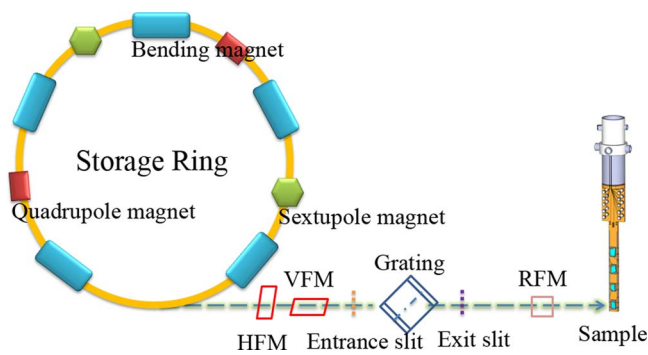 Bending magnet
Storage Ring
Quadrupole magnet
Sextupole magnet
VFM
Grating
RFM
HFM
Entrance slit
Exit slit
Sample